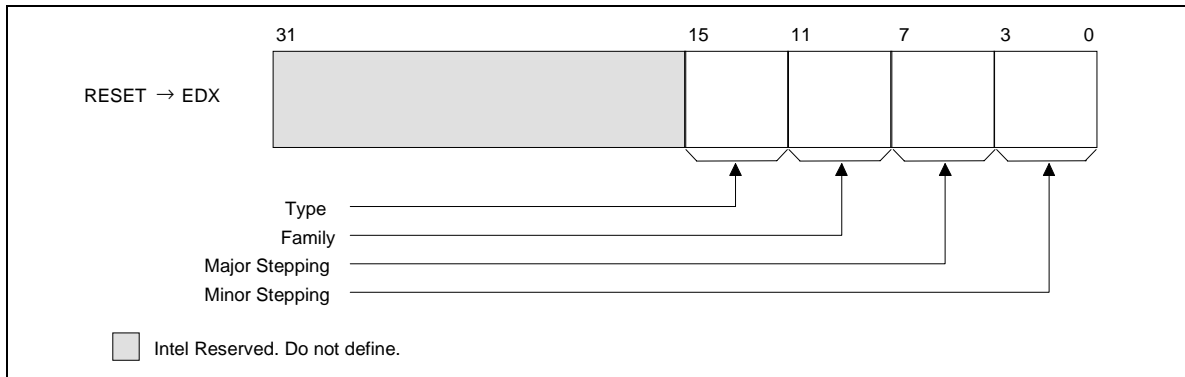 31 15 11 7 3 0
RESET → EDX
Type
Family
Major Stepping
Minor Stepping
Intel Reserved. Do not define.